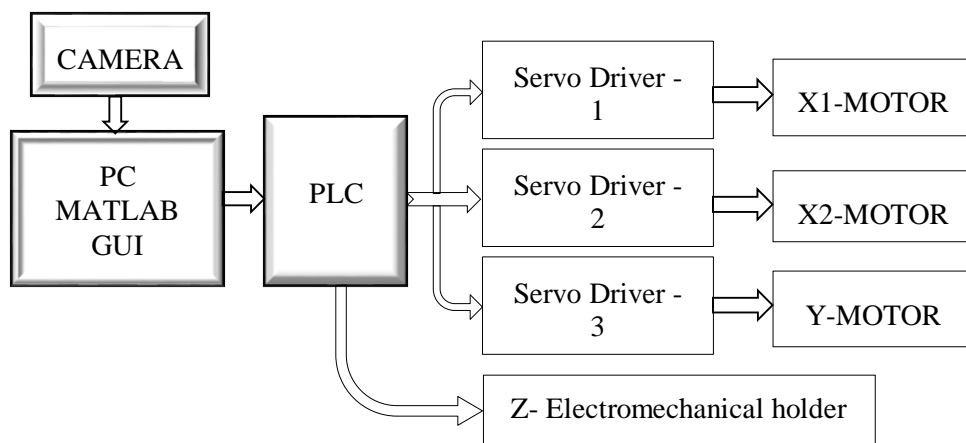 CAMERA
PC
MATLAB
GUI
PLC
Servo Driver -
1
X1-MOTOR
Servo Driver -
2
X2-MOTOR
Servo Driver -
3
Y-MOTOR
Z- Electromechanical holder